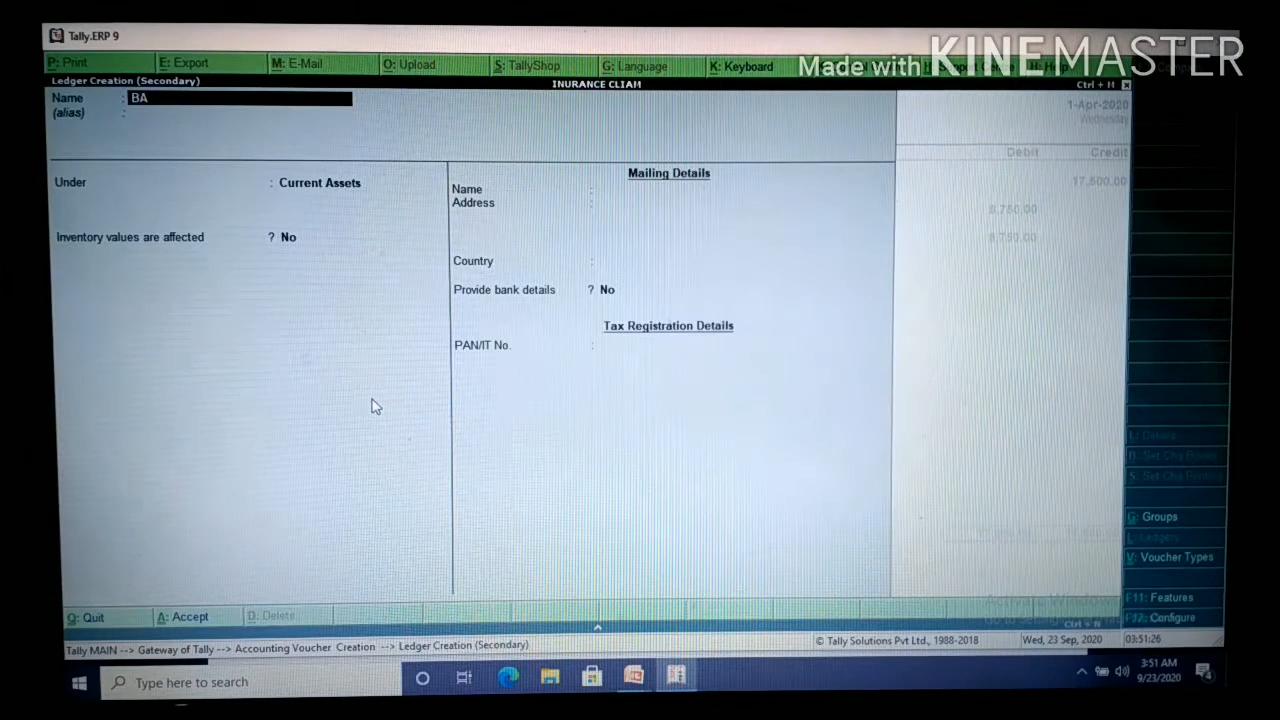 Tally.ERP 9
P: Print E: Export M: E-Mail O: Upload S: TallyShop G: Language K: Keyboard
Made with KINEMASTER
Ledger Creation (Secondary) INURANCE CLIAM Ctrl + M
Name : BA
(alias) :
1-Apr-2020
Wednesday
Debit Credit
Mailing Details
Under : Current Assets
17,500.00
Name :
Address :
8,750.00
Inventory values are affected ? No
8,750.00
Country :
Provide bank details ? No
Tax Registration Details
PAN/IT No. :
G: Groups
L: Ledgers
V: Voucher Types
F11: Features
F12: Configure
Q: Quit A: Accept D: Delete
Ctrl + N
Tally MAIN --> Gateway of Tally --> Accounting Voucher Creation --> Ledger Creation (Secondary) © Tally Solutions Pvt Ltd., 1988-2018 Wed, 23 Sep, 2020 03:51:26
Type here to search
3:51 AM
9/23/2020
4